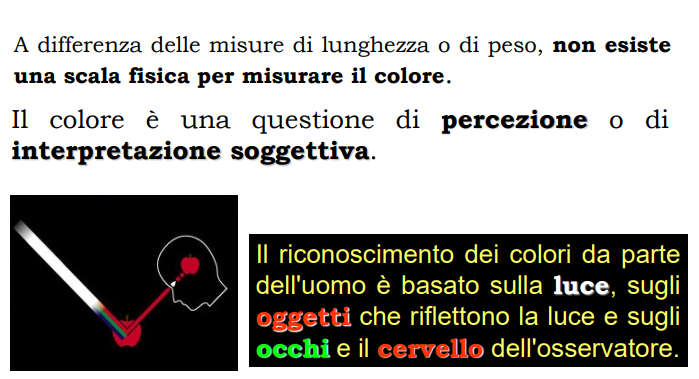 A differenza delle misure di lunghezza o di peso, non esiste
una scala fisica per misurare il colore.
Il colore è una questione di percezione o di
interpretazione soggettiva.
Il riconoscimento dei colori da parte
dell'uomo è basato sulla luce, sugli
oggetti che riflettono la luce e sugli
occhi e il cervello dell'osservatore.